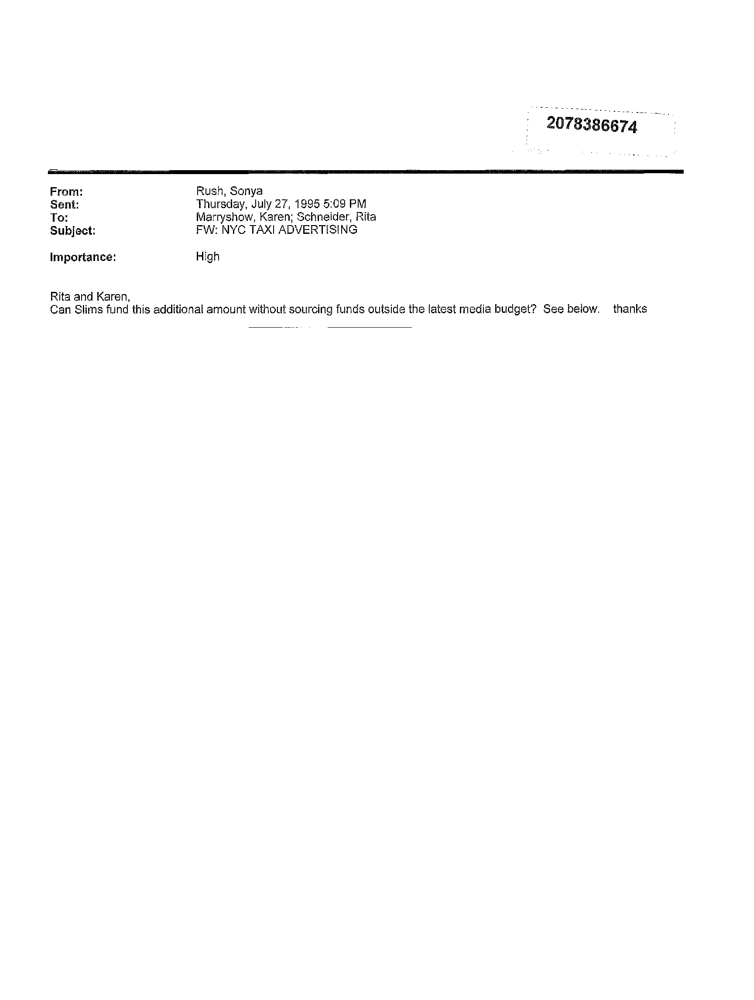 2078386674
From: Rush, Sonya
Sent: Thursday, July 27, 1995 5:09 PM
To: Marryshow, Karen; Schneider, Rita
Subject: FW: NYC TAXI ADVERTISING
Importance: High
Rita and Karen,
Can Slims fund this additional amount without sourcing funds outside the latest media budget? See below. thanks